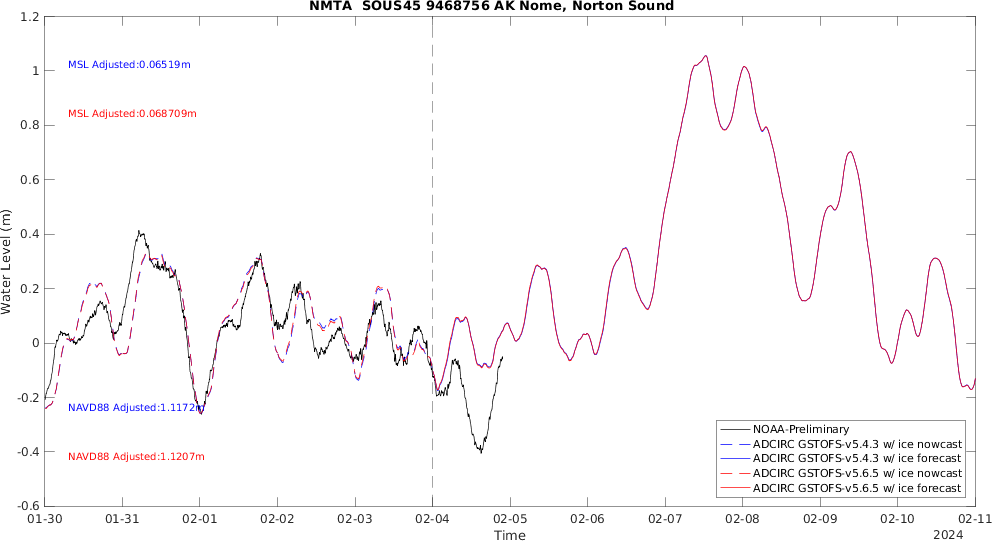 NMTA SOUS45 9468756 AK Nome, Norton Sound
Water Level (m)
1.2
1
0.8
0.6
0.4
0.2
0
-0.2
-0.4
-0.6
MSL Adjusted:0.06519m
MSL Adjusted:0.068709m
NAVD88 Adjusted:1.1172m
NAVD88 Adjusted:1.1207m
NOAA-Preliminary
ADCIRC GSTOFS-v5.4.3 w/ ice nowcast
ADCIRC GSTOFS-v5.4.3 w/ ice forecast
ADCIRC GSTOFS-v5.6.5 w/ ice nowcast
ADCIRC GSTOFS-v5.6.5 w/ ice forecast
01-30 01-31 02-01 02-02 02-03 02-04 02-05 02-06 02-07 02-08 02-09 02-10 02-11
Time
2024